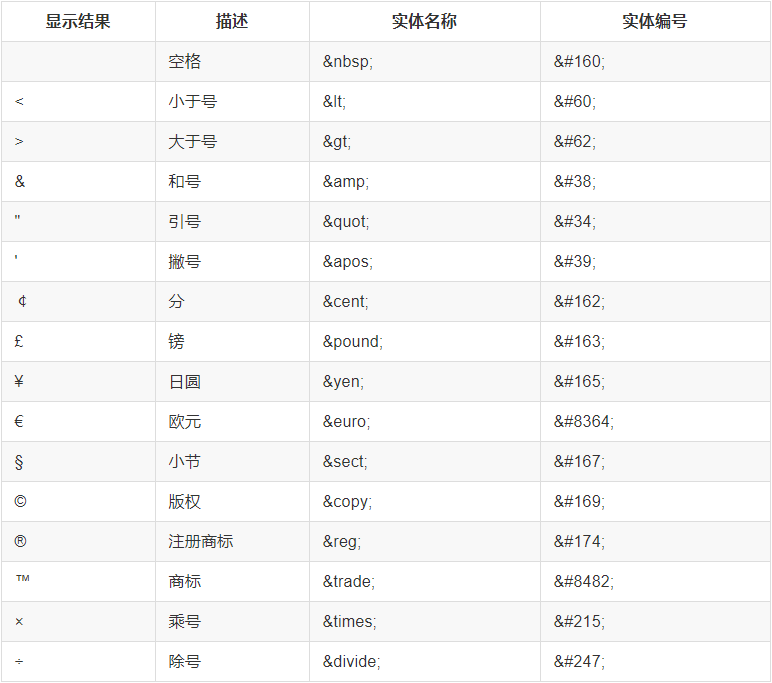 显示结果 描述 实体名称 实体编号
空格 &nbsp; &#160;
< 小于号 &lt; &#60;
> 大于号 &gt; &#62;
& 和号 &amp; &#38;
" 引号 &quot; &#34;
' 撇号 &apos; &#39;
￠ 分 &cent; &#162;
£ 镑 &pound; &#163;
¥ 日圆 &yen; &#165;
€ 欧元 &euro; &#8364;
§ 小节 &sect; &#167;
© 版权 &copy; &#169;
® 注册商标 &reg; &#174;
™ 商标 &trade; &#8482;
× 乘号 &times; &#215;
÷ 除号 &divide; &#247;